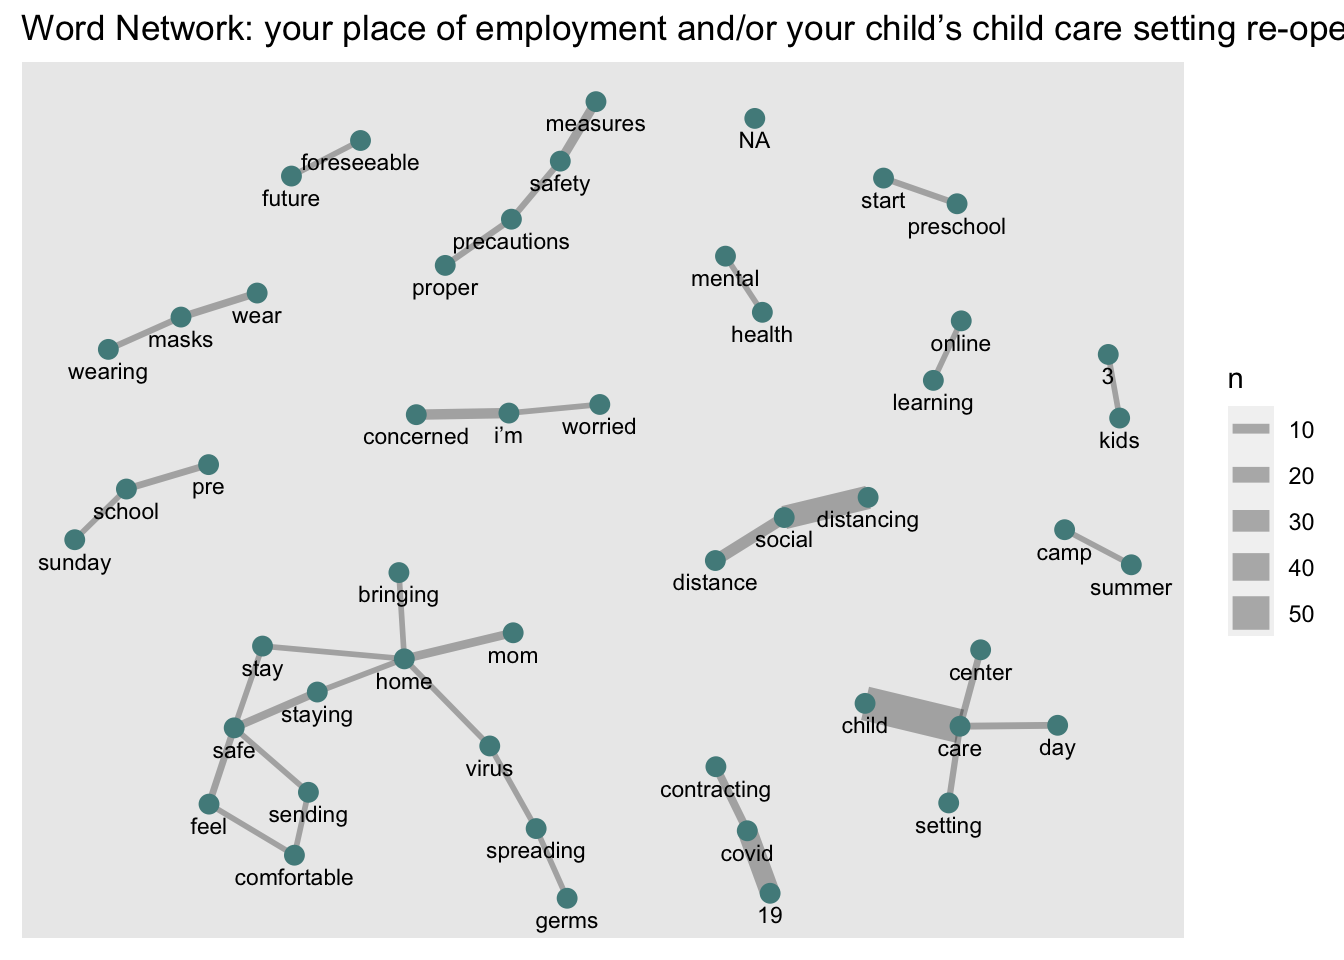 Word Network: your place of employment and/or your child’s child care setting re-ope
measures
NA
foreseeable
safety
future
start
preschool
precautions
mental
proper
wear
health
masks
online
wearing
3
learning
concerned
i’m
worried
kids
pre
school
distancing
social
sunday
camp
distance
summer
bringing
mom
stay
center
home
staying
child
care
day
safe
virus
contracting
sending
feel
setting
spreading
covid
comfortable
19
germs
n
10
20
30
40
50